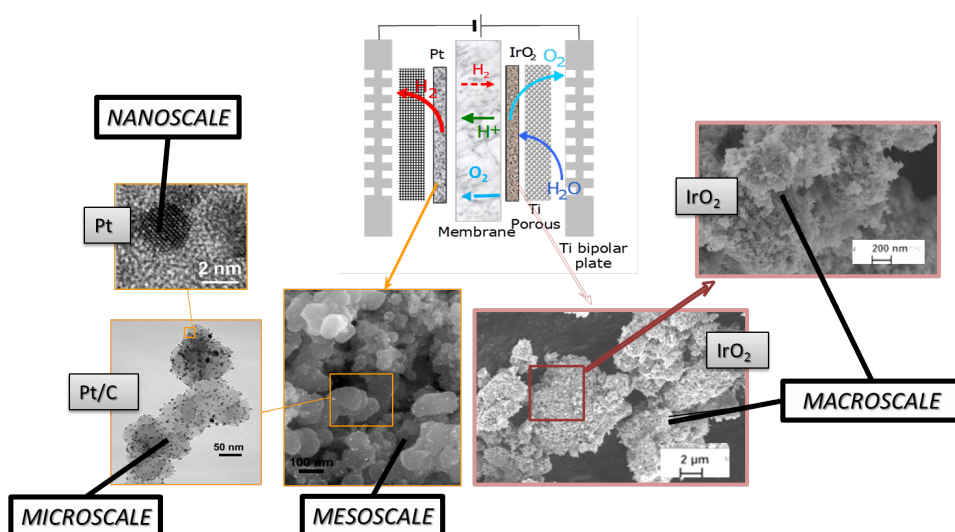 Pt
IrO2
O2
H2
H2
H+
O2
H2O
Ti
Membrane
Porous
Ti bipolar
plate
NANOSCALE
Pt
2 nm
Pt/C
50 nm
MICROSCALE
100 nm
MESOSCALE
IrO2
200 nm
IrO2
2 µm
MACROSCALE